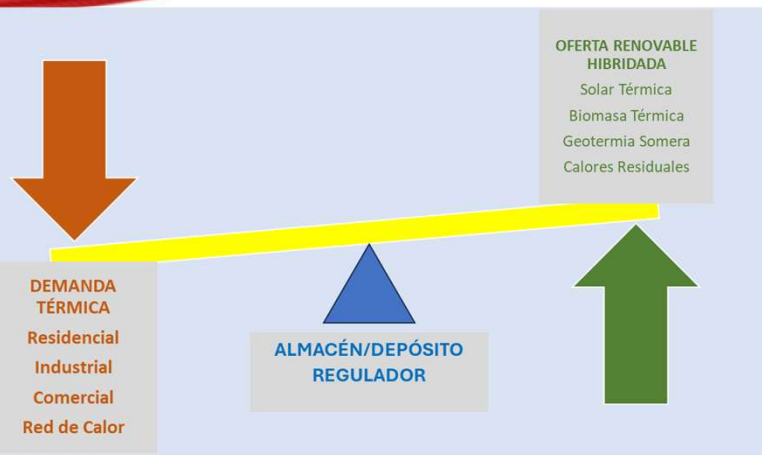 OFERTA RENOVABLE
HIBRIDADA
Solar Térmica
Biomasa Térmica
Geotermia Somera
Calores Residuales
DEMANDA
TÉRMICA
Residencial
Industrial
Comercial
Red de Calor
ALMACÉN/DEPÓSITO
REGULADOR